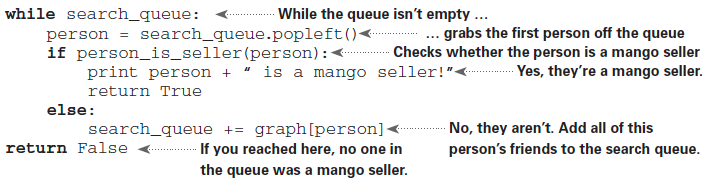 while search_queue: While the queue isn't empty …
person = search_queue.popleft() … grabs the first person off the queue
if person_is_seller(person): Checks whether the person is a mango seller
print person + “ is a mango seller!” Yes, they’re a mango seller.
return True
else:
search_queue += graph[person] No, they aren’t. Add all of this
return False If you reached here, no one in person’s friends to the search queue.
the queue was a mango seller.